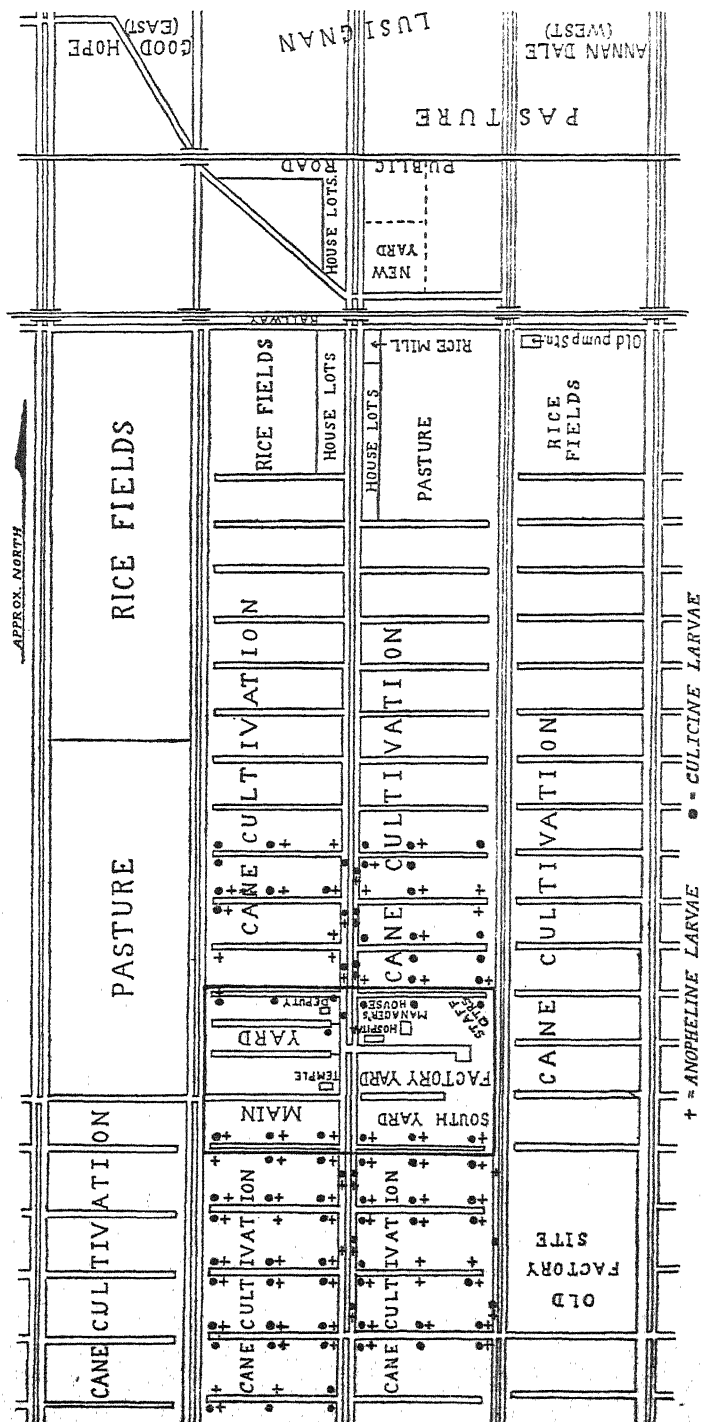 GOOD HOPE
(EAST)
LUSIGNAN
ANNAN DALE
(WEST)
PASTURE
PUBLIC ROAD
HOUSE LOTS
NEW
YARD
RAILWAY
RICE FIELDS
RICE FIELDS
HOUSE LOTS
HOUSE LOTS
RICE MILL
PASTURE
Old pump Stn.
RICE
FIELDS
APPROX. NORTH
CANE CULTIVATION
CANE CULTIVATION
CANE CULTIVATION
PASTURE
DEPUTY
MANAGER'S
HOUSE
STAFF
QTRS
HOSPITAL
MAIN YARD
TEMPLE
FACTORY YARD
SOUTH YARD
CANE CULTIVATION
CANE CULTIVATION
CANE CULTIVATION
OLD
FACTORY
SITE
+ = ANOPHELINE LARVAE
● = CULICINE LARVAE